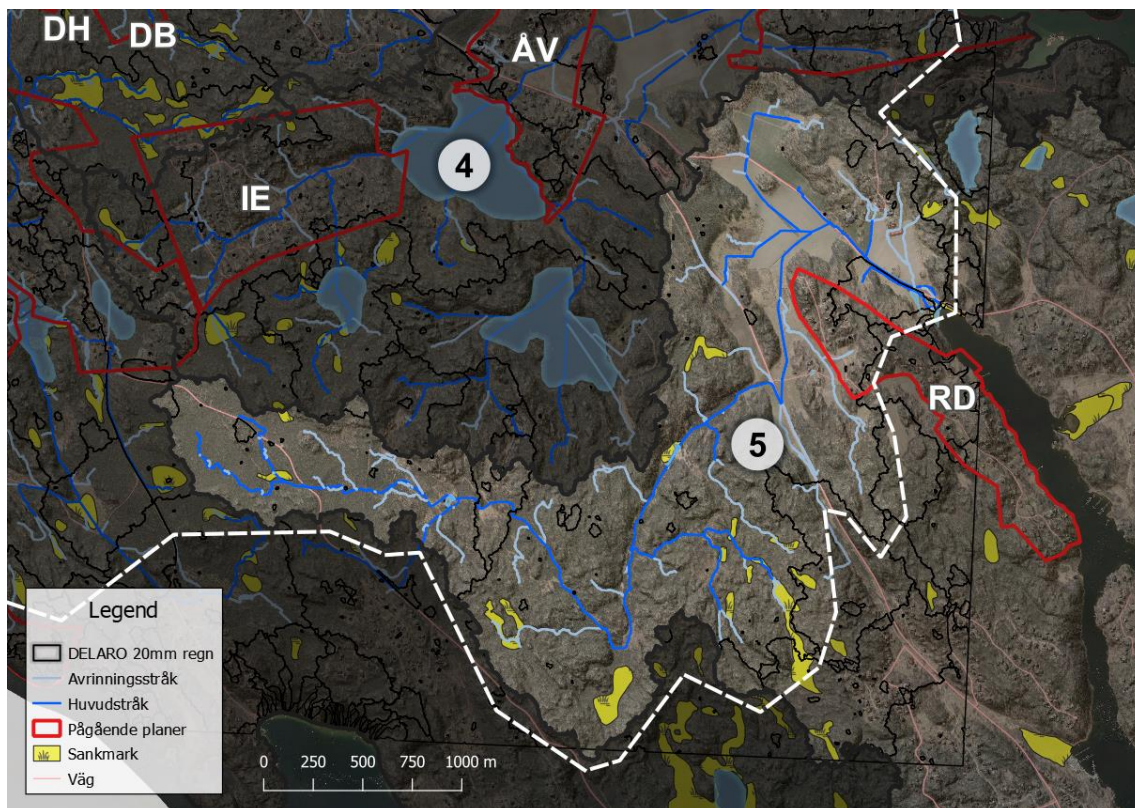 DH
DB
ÅV
4
IE
RD
5
Legend
DELARO 20mm regn
Avrinningsstråk
Huvudstråk
Pågående planer
Sankmark
Väg
0 250 500 750 1000 m